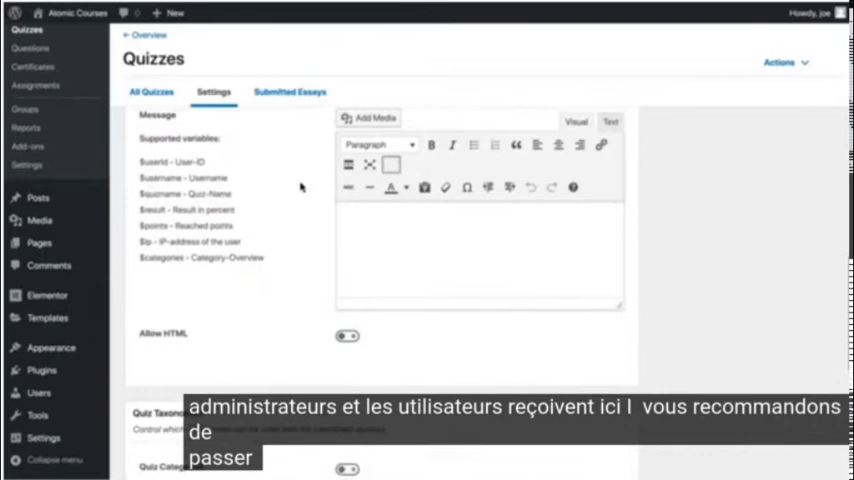 Atomic Courses 0 + New Howdy, joe
Quizzes
Questions
Certificates
Assignments
Groups
Reports
Add-ons
Settings
Posts
Media
Pages
Comments
Elementor
Templates
Appearance
Plugins
Users
Tools
Settings
Collapse menu
← Overview
Quizzes
Actions
All Quizzes Settings Submitted Essays
Message
Supported variables:
$userId - User-ID
$username - Username
$quizname - Quiz-Name
$result - Result in percent
$points - Reached points
$ip - IP-address of the user
$categories - Category-Overview
Add Media
Visual Text
Paragraph
Allow HTML
Quiz Taxono
Control which
Quiz Categ
administrateurs et les utilisateurs reçoivent ici l  vous recommandons
de
passer